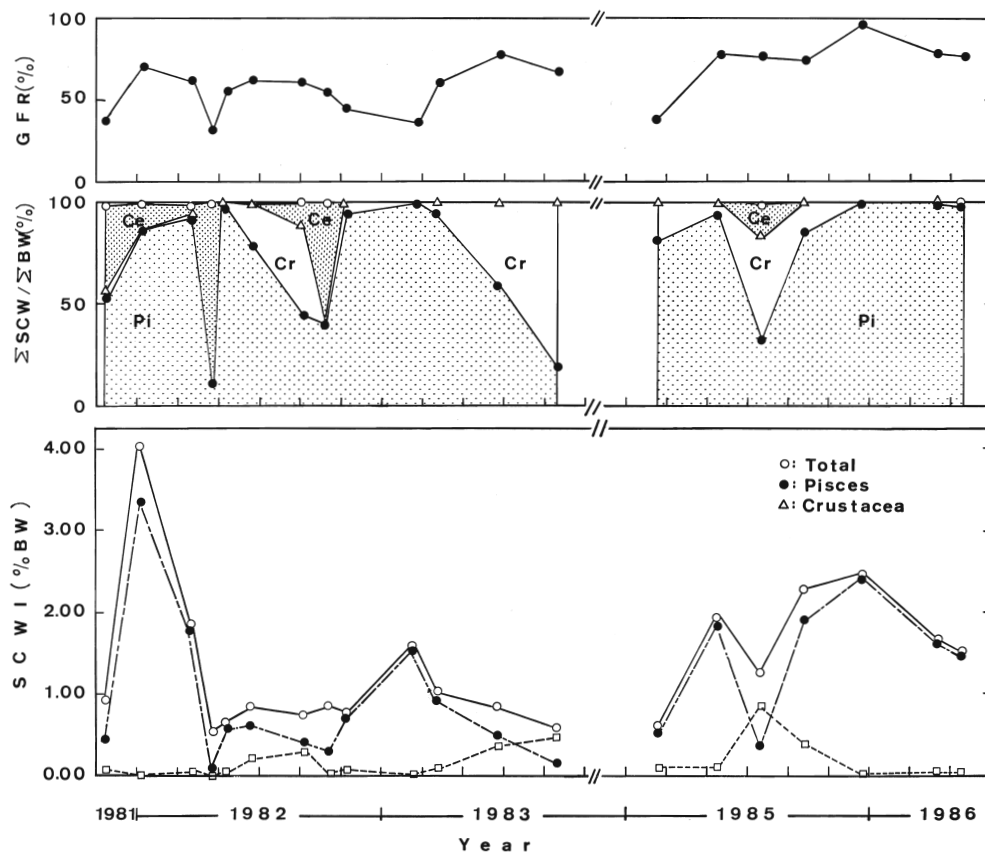 GFR(%)
100
50
0
ΣSCW/ΣBW(%)
100
50
0
Ce
Pi
Cr
Ce
Cr
Ce
Cr
Pi
SCWI(%BW)
4.00
3.00
2.00
1.00
0.00
○: Total
●: Pisces
△: Crustacea
1981 1982 1983 1985 1986
Year